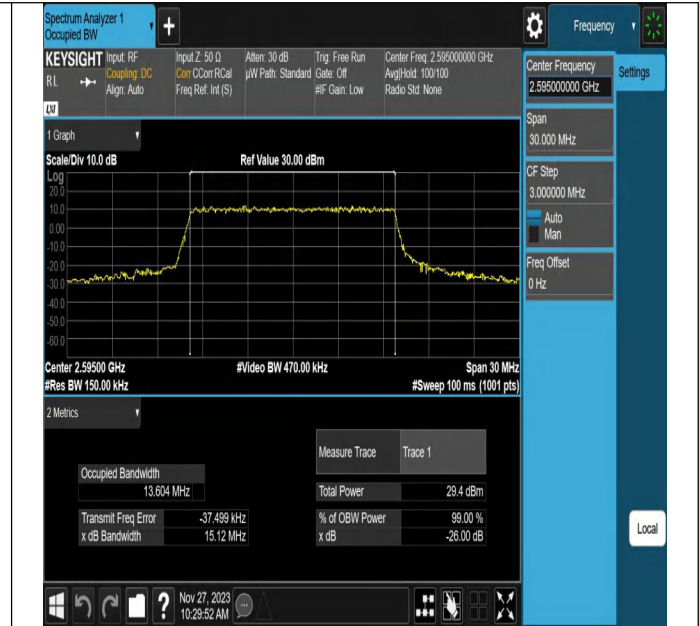 Spectrum Analyzer 1
Occupied BW
Frequency
KEYSIGHT
RL
LXI
Input: RF
Coupling: DC
Align: Auto
Input Z: 50 Ω
Corr CCorr RCal
Freq Ref: Int (S)
Atten: 30 dB
µW Path: Standard
Trig: Free Run
Gate: Off
#IF Gain: Low
Center Freq: 2.595000000 GHz
Avg|Hold: 100/100
Radio Std: None
Center Frequency
2.595000000 GHz
Settings
Span
30.000 MHz
CF Step
3.000000 MHz
Auto
Man
Freq Offset
0 Hz
1 Graph
Scale/Div 10.0 dB
Ref Value 30.00 dBm
Log
20.0
10.0
0.00
-10.0
-20.0
-30.0
-40.0
-50.0
-60.0
Center 2.59500 GHz
#Video BW 470.00 kHz
Span 30 MHz
#Res BW 150.00 kHz
#Sweep 100 ms (1001 pts)
2 Metrics
Measure Trace
Trace 1
Occupied Bandwidth
13.604 MHz
Total Power
29.4 dBm
Transmit Freq Error
-37.499 kHz
% of OBW Power
99.00 %
x dB Bandwidth
15.12 MHz
x dB
-26.00 dB
Local
?
Nov 27, 2023
10:29:52 AM